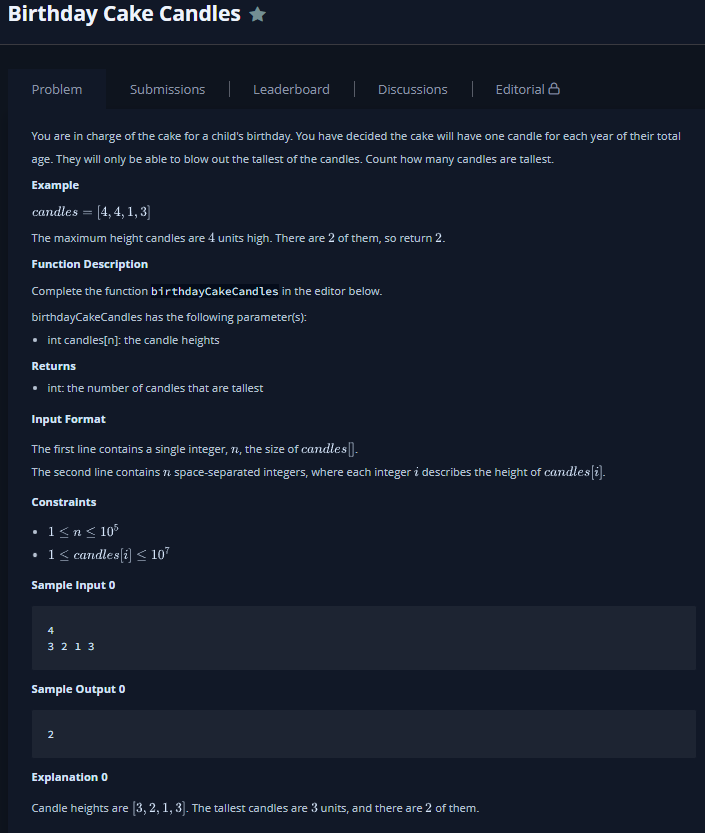 Birthday Cake Candles ★
Problem
Submissions
Leaderboard
Discussions
Editorial
You are in charge of the cake for a child's birthday. You have decided the cake will have one candle for each year of their total
age. They will only be able to blow out the tallest of the candles. Count how many candles are tallest.
Example
candles = [4, 4, 1, 3]
The maximum height candles are 4 units high. There are 2 of them, so return 2.
Function Description
Complete the function birthdayCakeCandles in the editor below.
birthdayCakeCandles has the following parameter(s):
• int candles[n]: the candle heights
Returns
• int: the number of candles that are tallest
Input Format
The first line contains a single integer, n, the size of candles[].
The second line contains n space-separated integers, where each integer i describes the height of candles[i].
Constraints
• 1 ≤ n ≤ 10⁵
• 1 ≤ candles[i] ≤ 10⁷
Sample Input 0
4
3 2 1 3
Sample Output 0
2
Explanation 0
Candle heights are [3, 2, 1, 3]. The tallest candles are 3 units, and there are 2 of them.